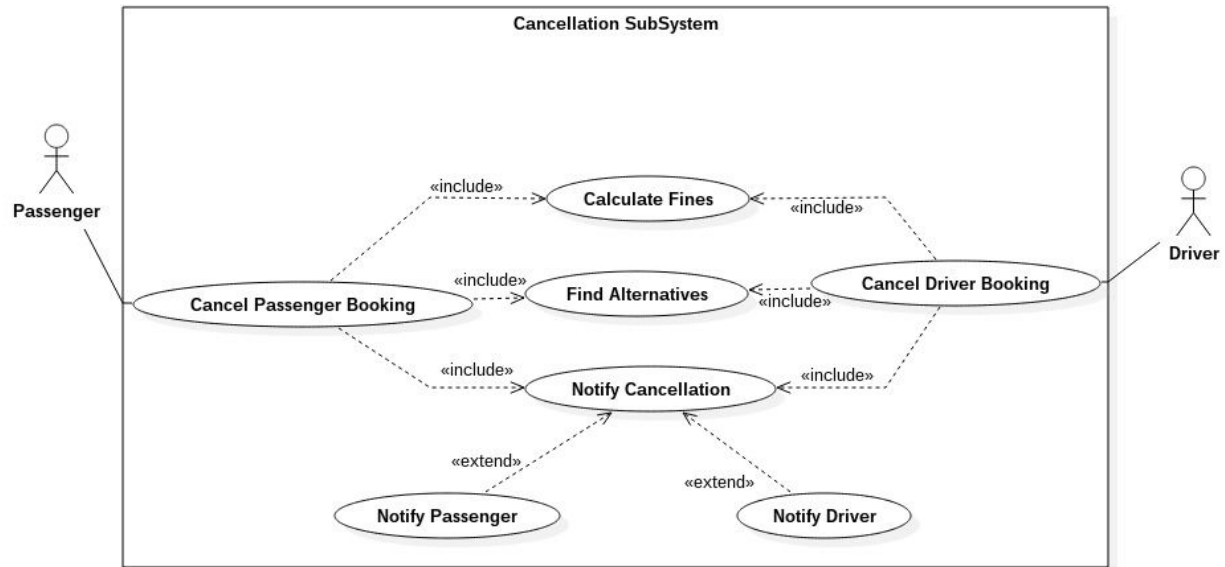 Cancellation SubSystem
Passenger
Driver
«include»
Calculate Fines
«include»
«include»
Find Alternatives
«include»
Cancel Passenger Booking
Cancel Driver Booking
«include»
Notify Cancellation
«include»
«extend»
«extend»
Notify Passenger
Notify Driver